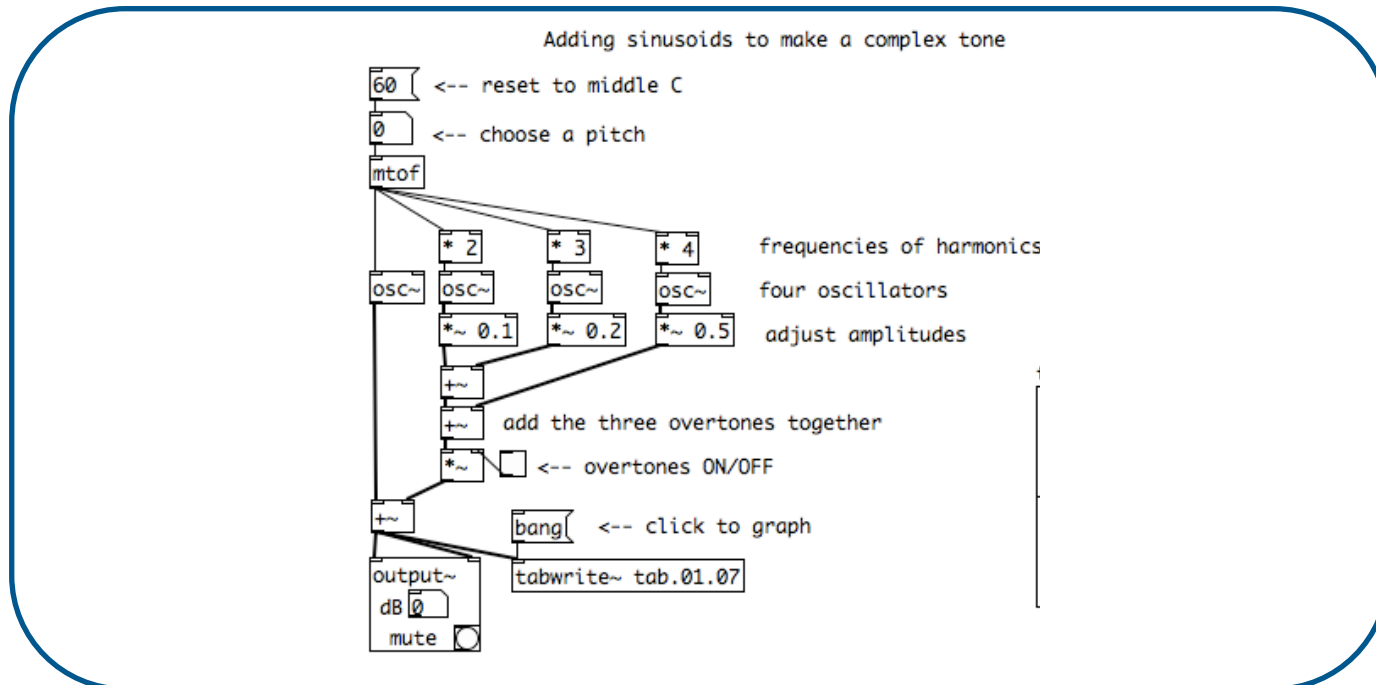 Adding sinusoids to make a complex tone
60 <-- reset to middle C
0 <-- choose a pitch
mtof
* 2 * 3 * 4 frequencies of harmonics
osc~ osc~ osc~ osc~ four oscillators
*~ 0.1 *~ 0.2 *~ 0.5 adjust amplitudes
+~
+~ add the three overtones together
*~ <-- overtones ON/OFF
+~ bang <-- click to graph
output~ tabwrite~ tab.01.07
dB 0
mute